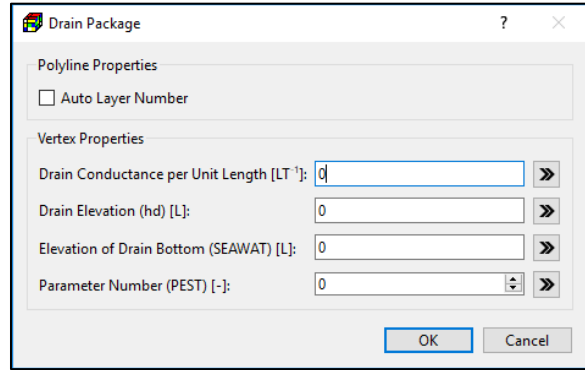 Drain Package
?
Polyline Properties
Auto Layer Number
Vertex Properties
Drain Conductance per Unit Length [LT⁻¹]: 0
Drain Elevation (hd) [L]: 0
Elevation of Drain Bottom (SEAWAT) [L]: 0
Parameter Number (PEST) [-]: 0
OK Cancel